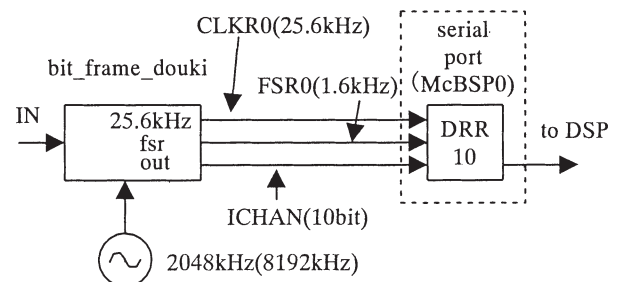 CLKR0(25.6kHz)
serial
port
(McBSP0)
bit_frame_douki
FSR0(1.6kHz)
IN
25.6kHz
fsr
out
DRR
10
to DSP
ICHAN(10bit)
2048kHz(8192kHz)